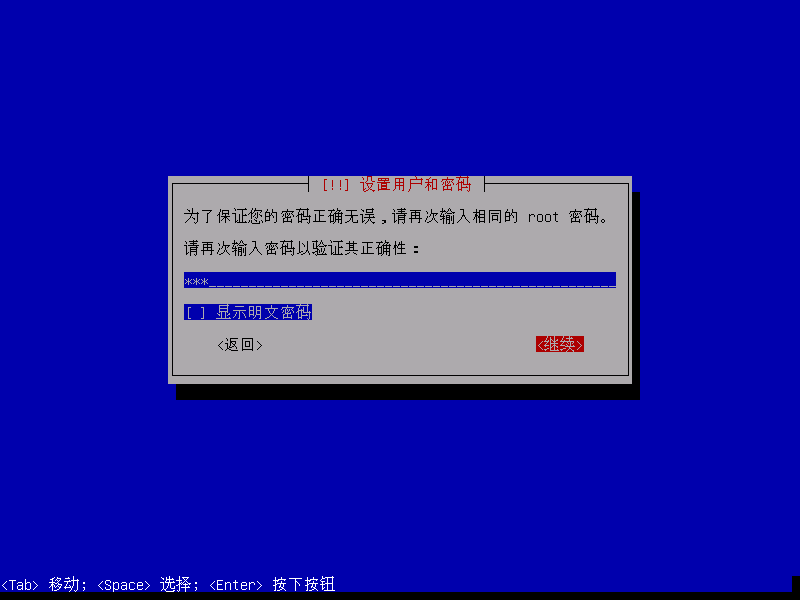 [!!] 设置用户和密码
为了保证您的密码正确无误，请再次输入相同的 root 密码。
请再次输入密码以验证其正确性：
***
[ ] 显示明文密码
<返回> <继续>
<Tab> 移动; <Space> 选择; <Enter> 按下按钮